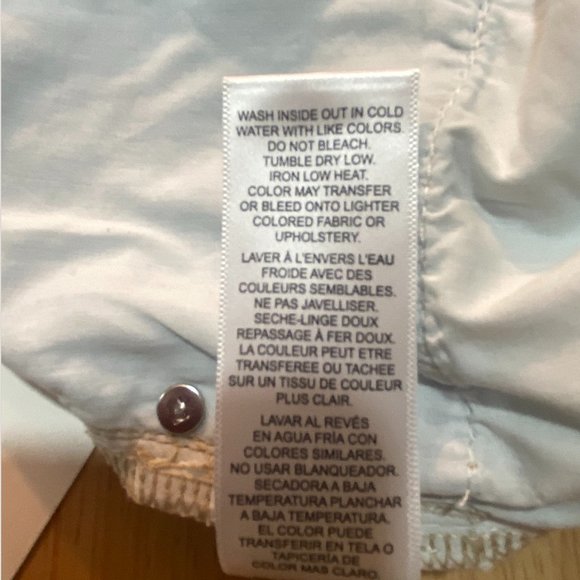 WASH INSIDE OUT IN COLD
WATER WITH LIKE COLORS.
DO NOT BLEACH.
TUMBLE DRY LOW.
IRON LOW HEAT.
COLOR MAY TRANSFER
OR BLEED ONTO LIGHTER
COLORED FABRIC OR
UPHOLSTERY.
LAVER À L'ENVERS L'EAU
FROIDE AVEC DES
COULEURS SEMBLABLES.
NE PAS JAVELLISER.
SECHE-LINGE DOUX
REPASSAGE À FER DOUX.
LA COULEUR PEUT ETRE
TRANSFEREE OU TACHEE
SUR UN TISSU DE COULEUR
PLUS CLAIR.
LAVAR AL REVÉS
EN AGUA FRÍA CON
COLORES SIMILARES.
NO USAR BLANQUEADOR.
SECADORA A BAJA
TEMPERATURA PLANCHAR
A BAJA TEMPERATURA.
EL COLOR PUEDE
TRANSFERIR EN TELA O
TAPICERÍA DE
COLOR MAS CLARO.